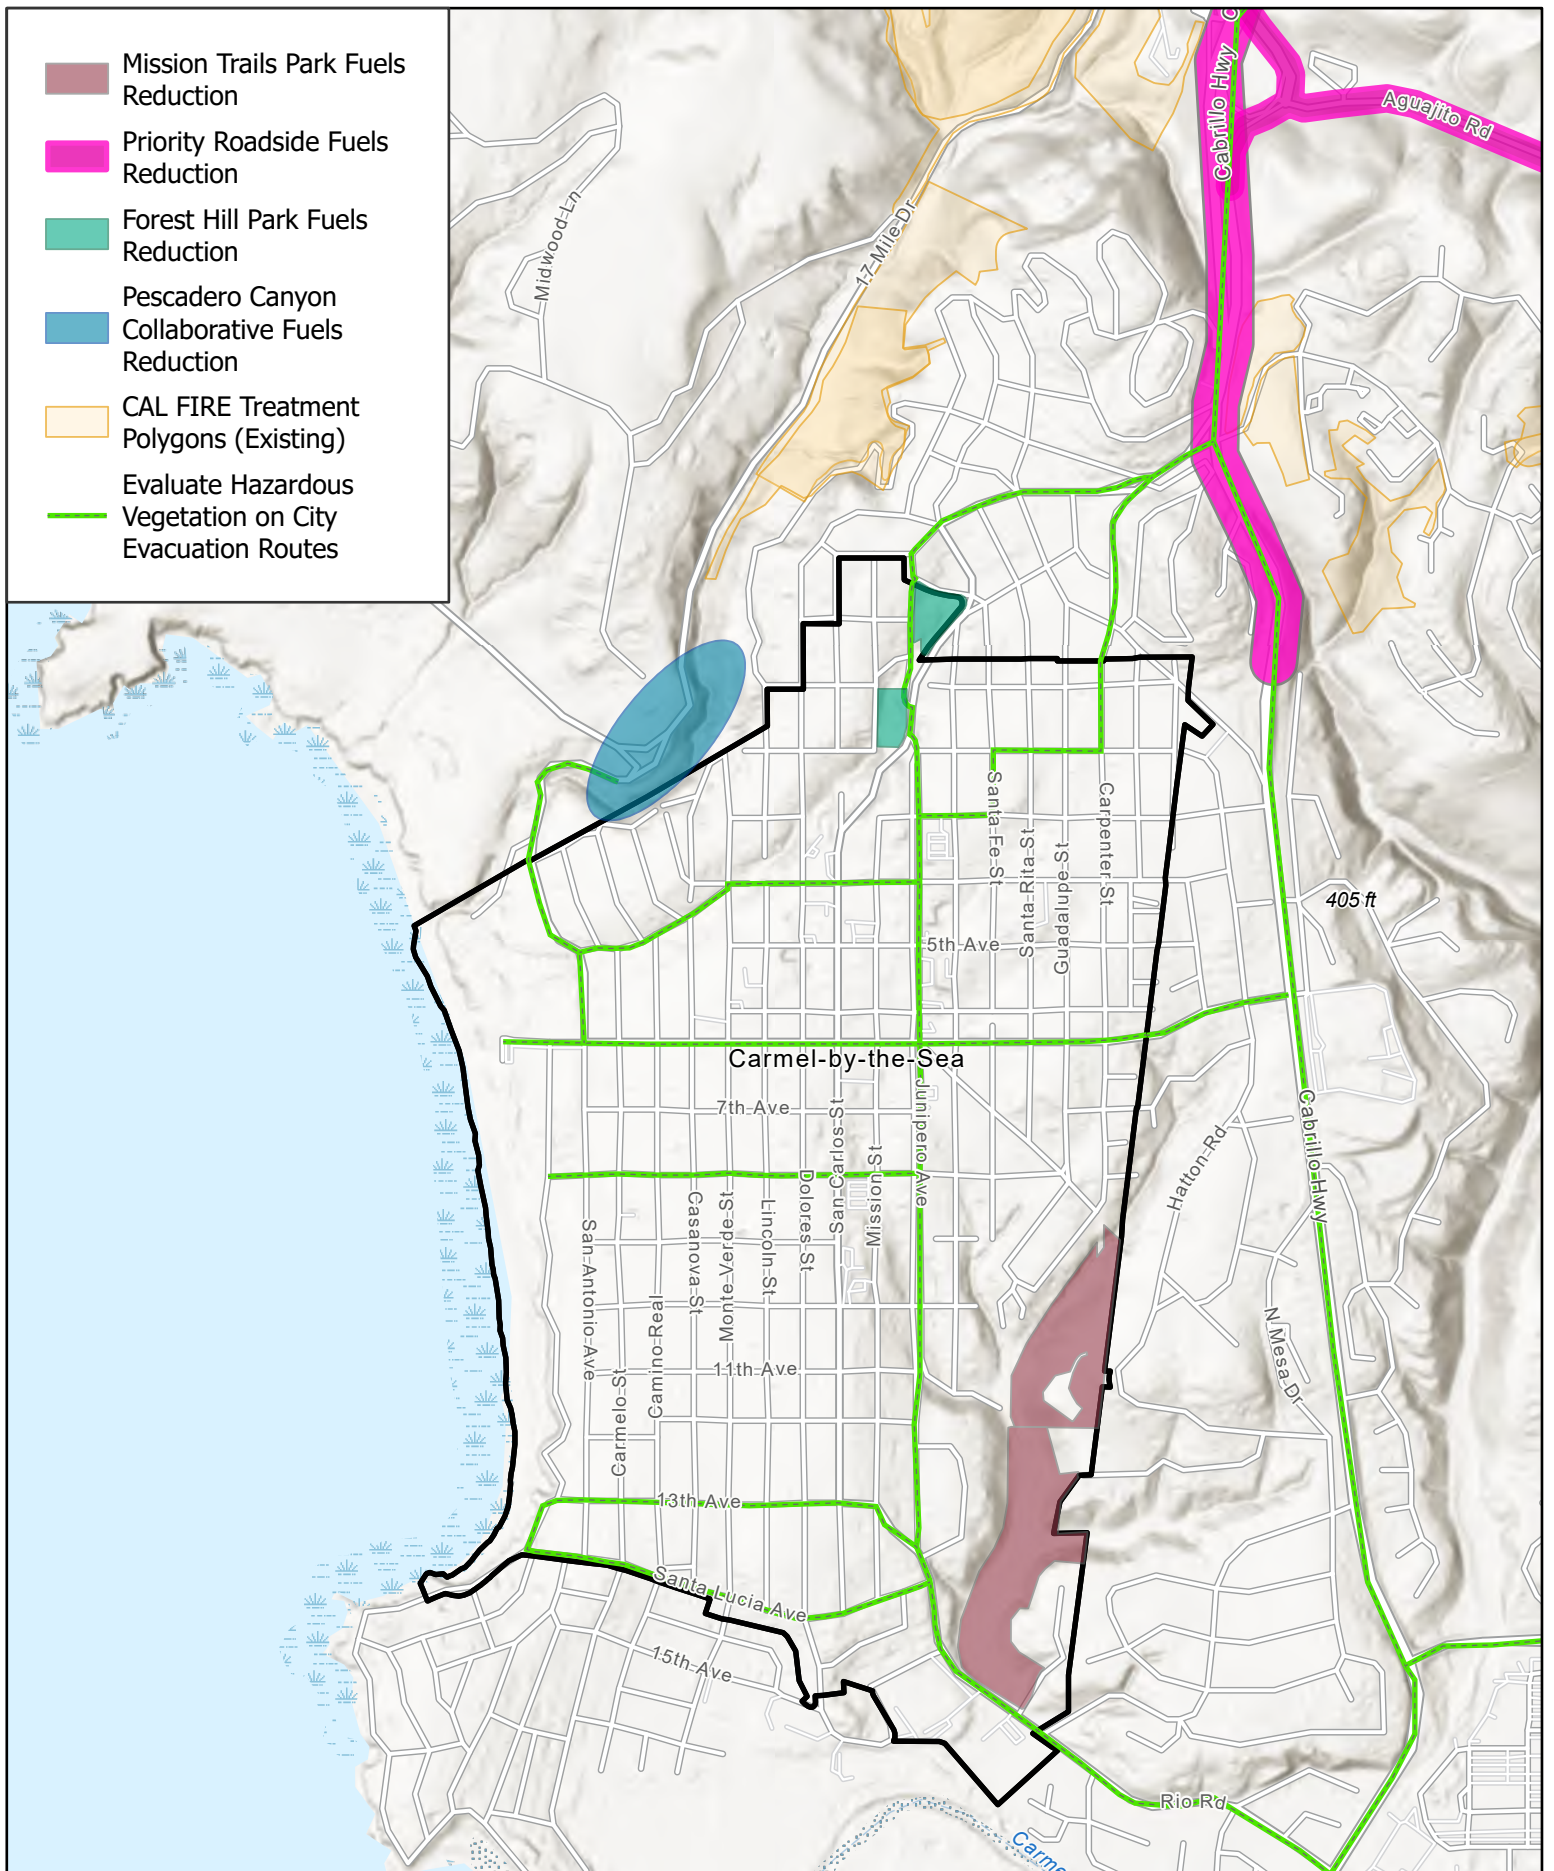 Mission Trails Park Fuels
Reduction
Priority Roadside Fuels
Reduction
Forest Hill Park Fuels
Reduction
Pescadero Canyon
Collaborative Fuels
Reduction
CAL FIRE Treatment
Polygons (Existing)
Evaluate Hazardous
Vegetation on City
Evacuation Routes
Cabrillo Hwy
Aguajito Rd
Midwood Ln
17 Mile Dr
Santa Fe St
Santa Rita St
Guadalupe St
Carpenter St
405 ft
5th Ave
Carmel-by-the-Sea
7th Ave
Junipero Ave
San Carlos St
Mission St
Dolores St
Lincoln St
Monte Verde St
Casanova St
San Antonio Ave
Camino Real
Carmelo St
Hatton Rd
Cabrillo Hwy
N Mesa Dr
11th Ave
13th Ave
Santa Lucia Ave
15th Ave
Rio Rd
Carme